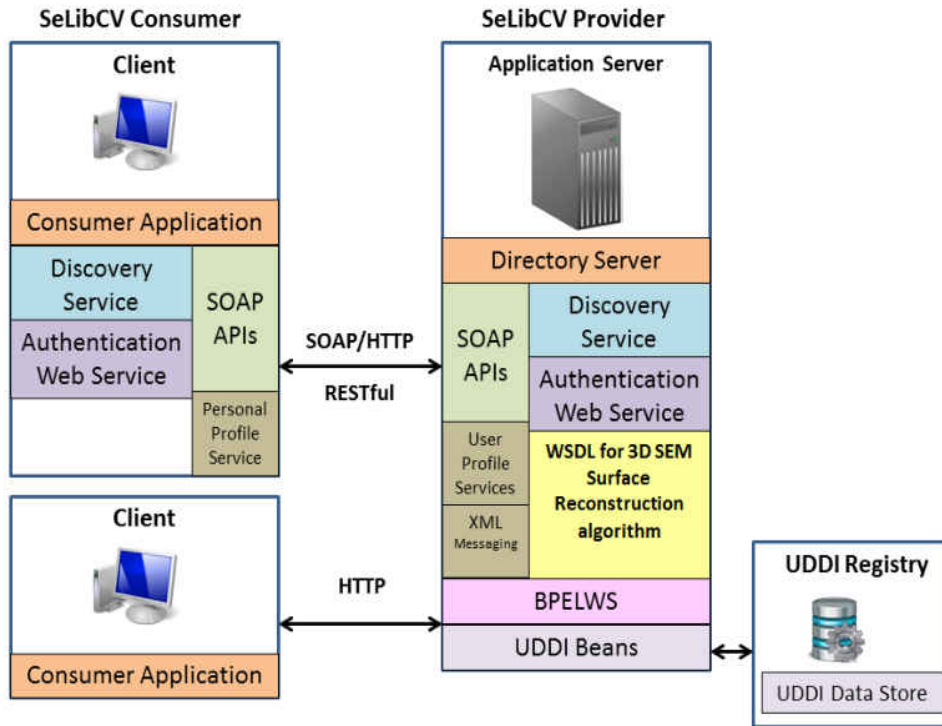 SeLibCV Consumer
Client
Consumer Application
Discovery
Service
Authentication
Web Service
SOAP
APIs
Personal
Profile
Service
Client
Consumer Application
SOAP/HTTP
RESTful
HTTP
SeLibCV Provider
Application Server
Directory Server
SOAP
APIs
Discovery
Service
Authentication
Web Service
User
Profile
Services
XML
Messaging
WSDL for 3D SEM
Surface
Reconstruction
algorithm
BPELWS
UDDI Beans
UDDI Registry
UDDI Data Store